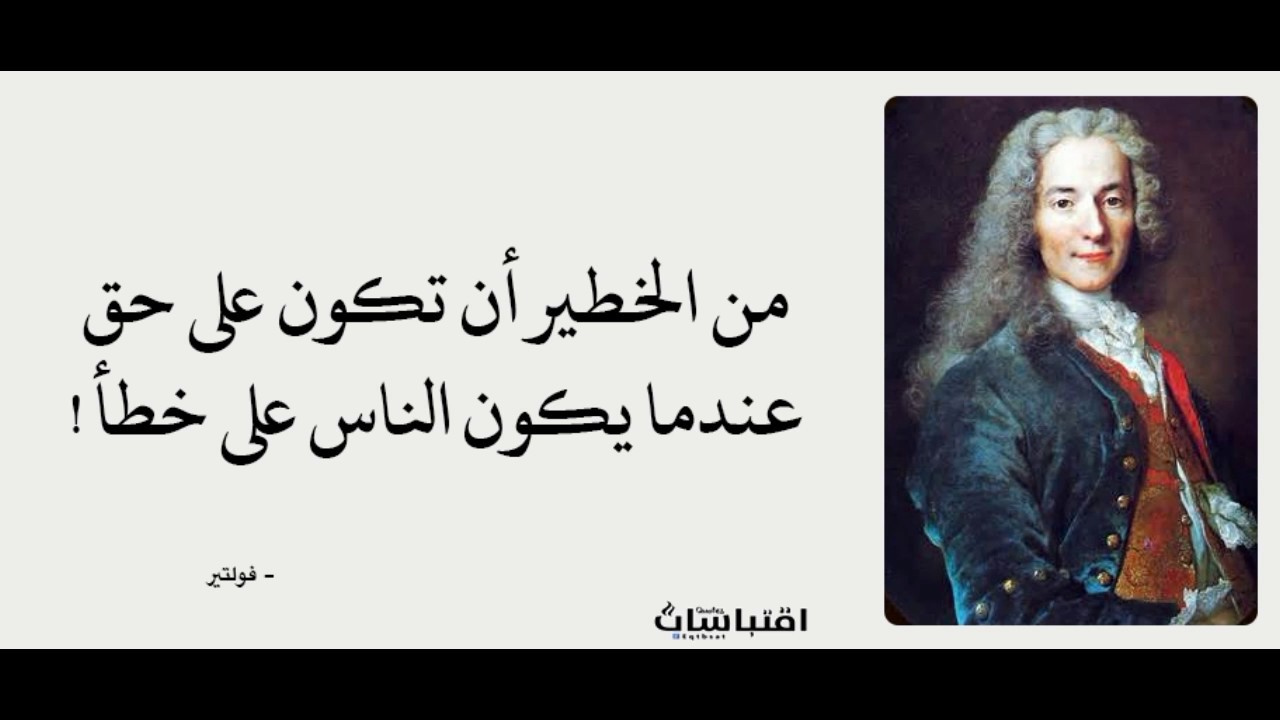 من الخطير أن تكون على حق
عندما يكون الناس على خطأ !
- فولتير
Quotes
اقتباسات
Eqtbsat